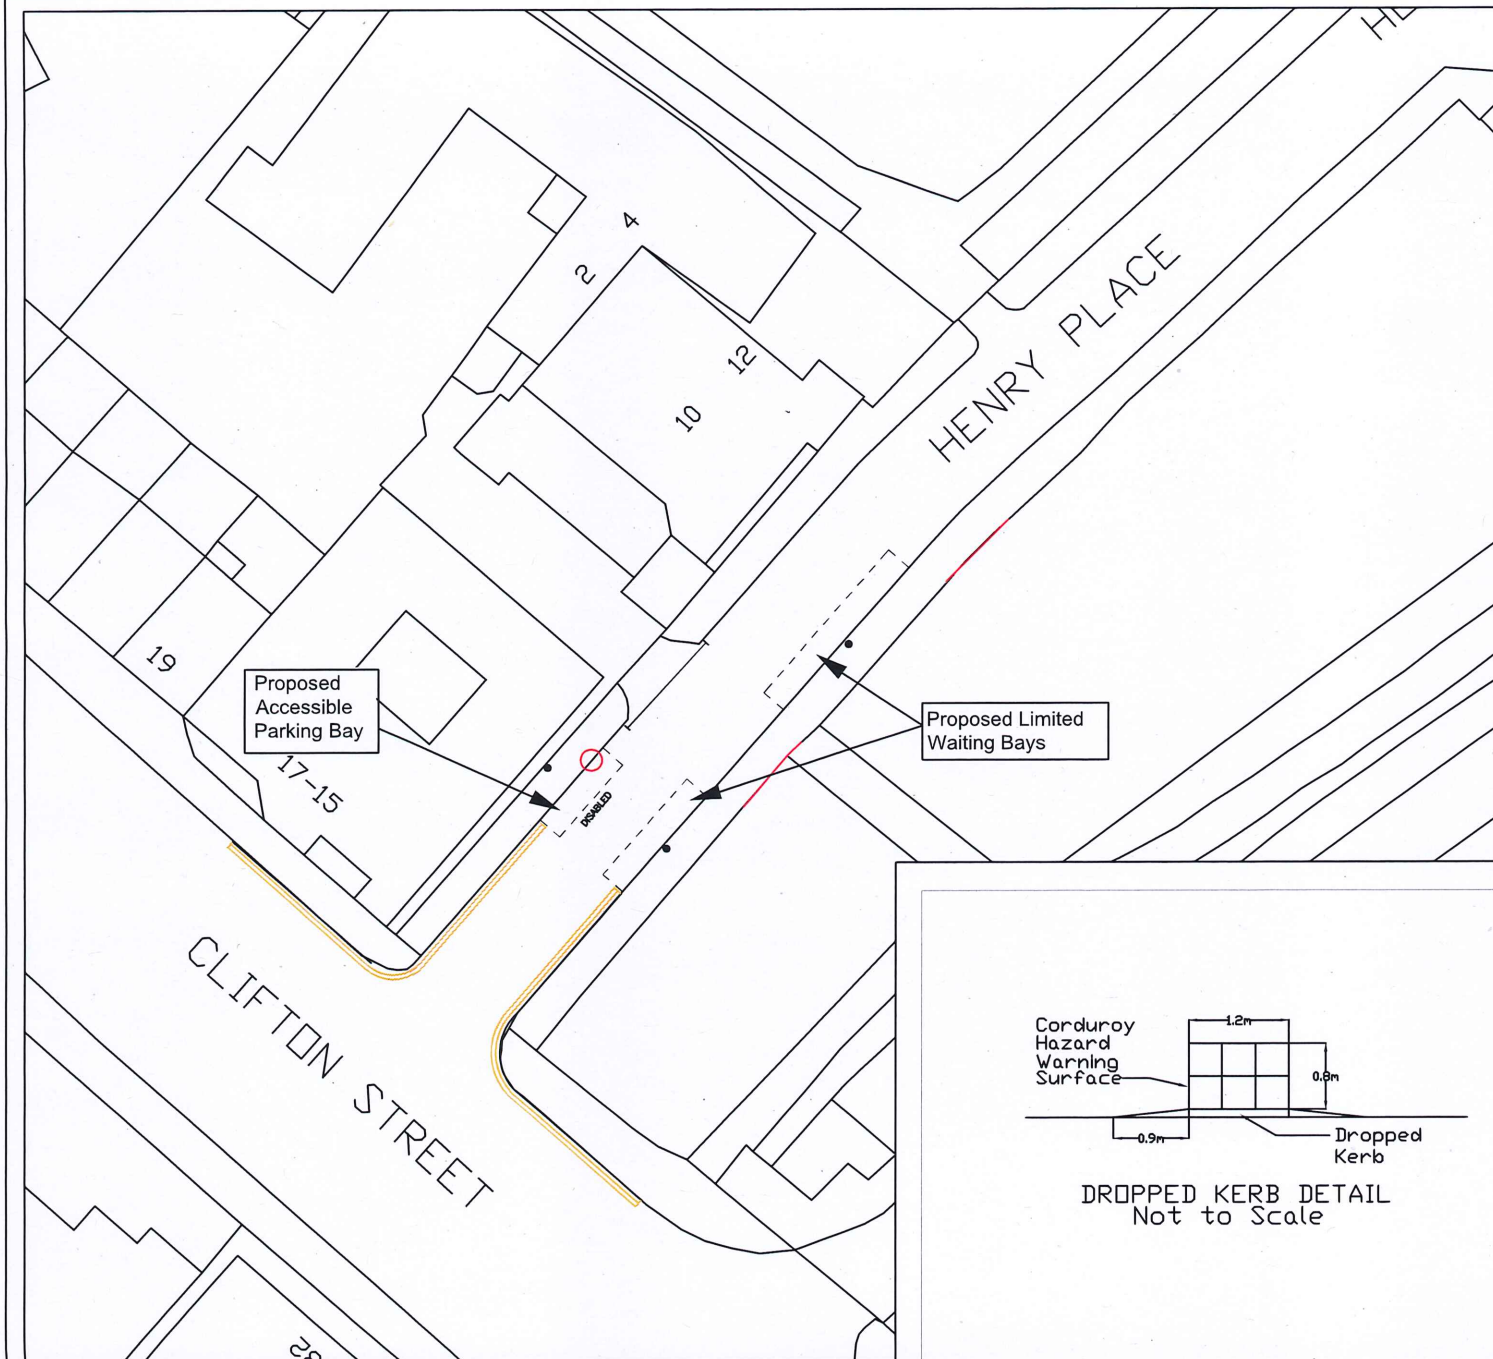 4
2
12
10
HENRY PLACE
19
Proposed
Accessible
Parking Bay
17-15
DISABLED
Proposed Limited
Waiting Bays
CLIFTON STREET
Corduroy
Hazard
Warning
Surface
1.2m
0.8m
0.9m
Dropped
Kerb
DROPPED KERB DETAIL
Not to Scale